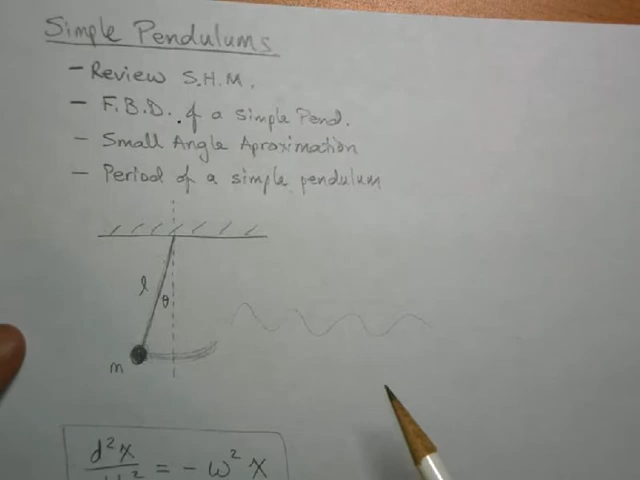 Simple Pendulums
- Review S.H.M.
- F.B.D. of a simple Pend.
- Small Angle Aproximation
- Period of a simple pendulum
l
θ
m
d²x
= - ω² x